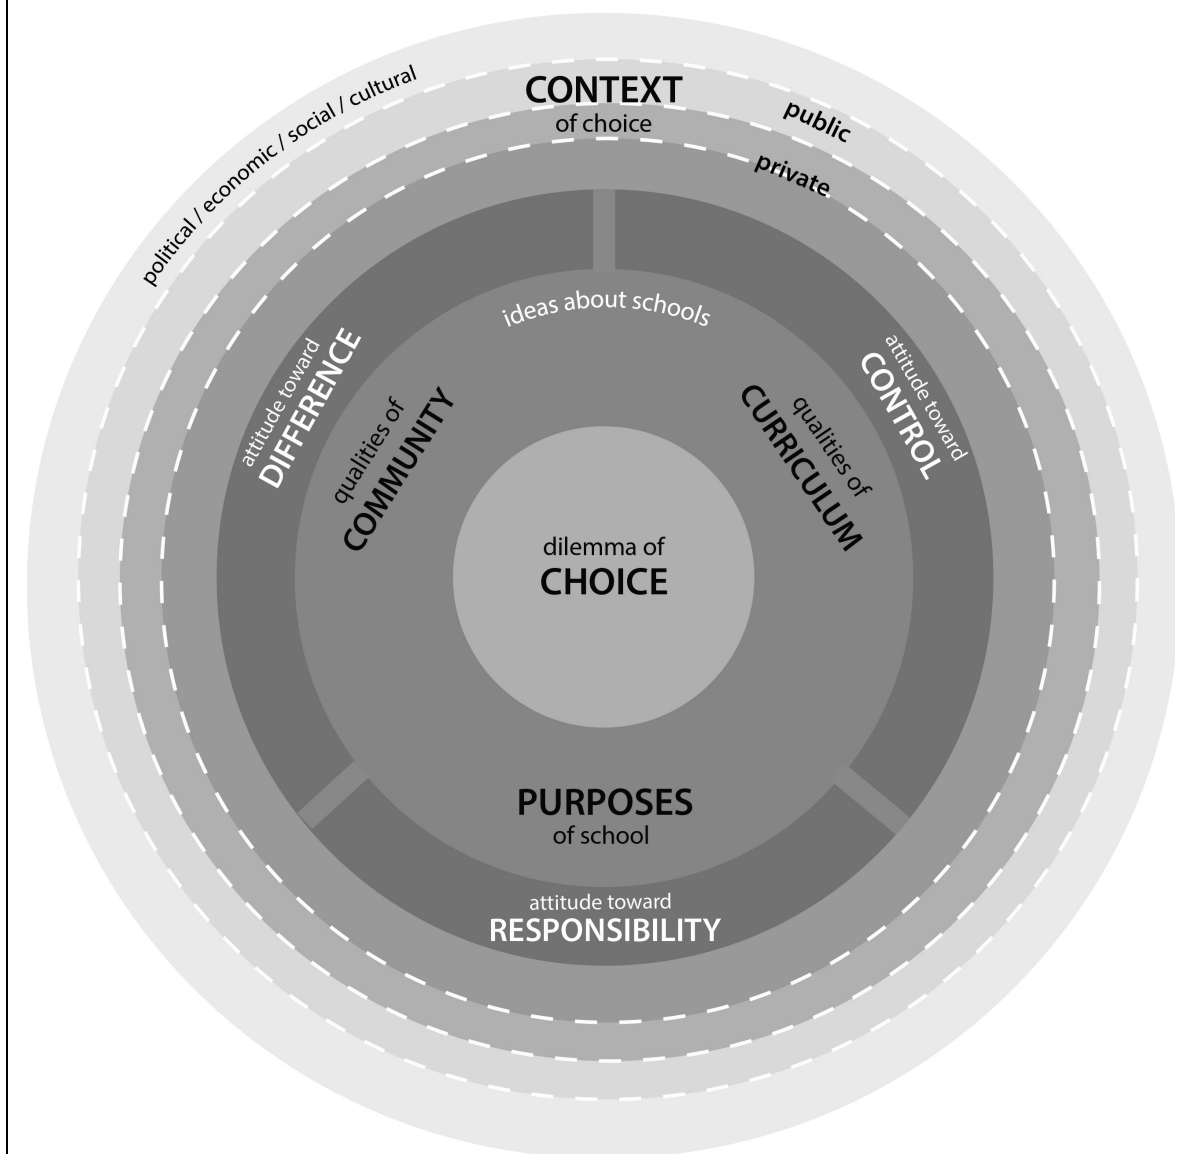 political / economic / social / cultural
CONTEXT
of choice
public
private
ideas about schools
attitude toward
DIFFERENCE
qualities of
COMMUNITY
qualities of
CURRICULUM
attitude toward
CONTROL
dilemma of
CHOICE
PURPOSES
of school
attitude toward
RESPONSIBILITY